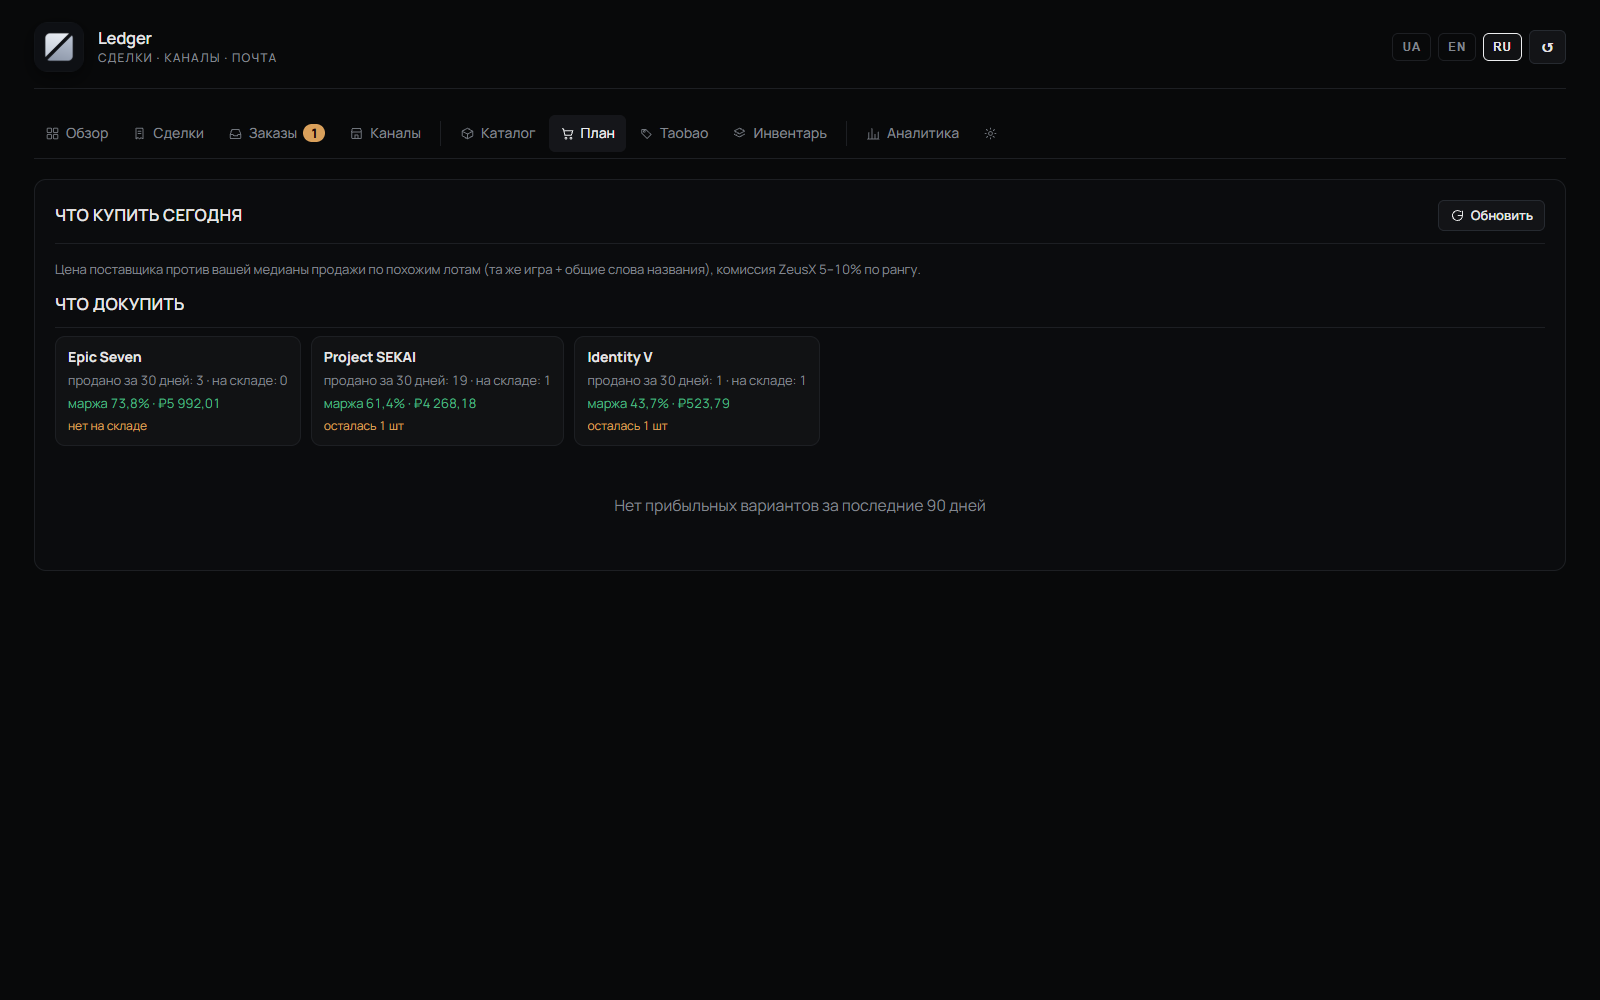 Ledger
СДЕЛКИ · КАНАЛЫ · ПОЧТА
UA EN RU
Обзор Сделки Заказы 1 Каналы Каталог План Taobao Инвентарь Аналитика
ЧТО КУПИТЬ СЕГОДНЯ
Обновить
Цена поставщика против вашей медианы продажи по похожим лотам (та же игра + общие слова названия), комиссия ZeusX 5–10% по рангу.
ЧТО ДОКУПИТЬ
Epic Seven
продано за 30 дней: 3 · на складе: 0
маржа 73,8% · ₽5 992,01
нет на складе
Project SEKAI
продано за 30 дней: 19 · на складе: 1
маржа 61,4% · ₽4 268,18
осталась 1 шт
Identity V
продано за 30 дней: 1 · на складе: 1
маржа 43,7% · ₽523,79
осталась 1 шт
Нет прибыльных вариантов за последние 90 дней